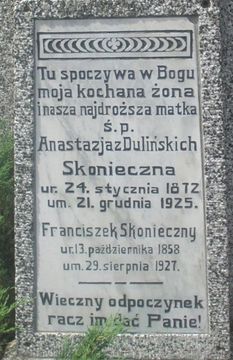 Tu spoczywa w Bogu
moja kochana żona
i nasza najdroższa matka
ś.p.
Anastazja z Dulińskich
Skonieczna
ur. 24. stycznia 1872
um. 21. grudnia 1925.
Franciszek Skonieczny
ur. 13. października 1858
um. 29. sierpnia 1927.
Wieczny odpoczynek
racz im dać Panie!